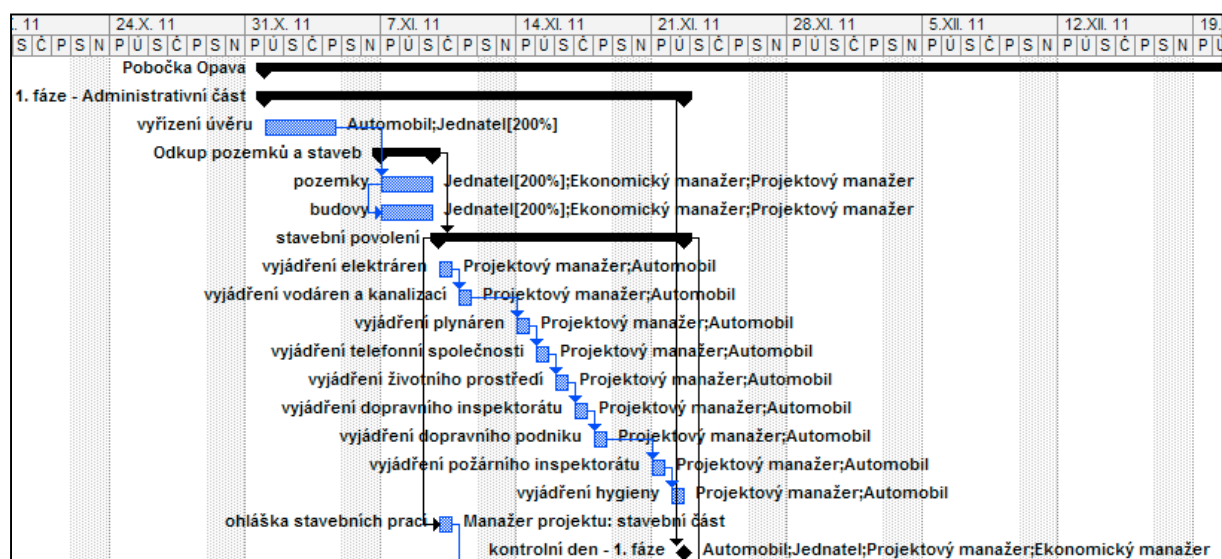 . 11 24.X. 11 31.X. 11 7.XI. 11 14.XI. 11 21.XI. 11 28.XI. 11 5.XII. 11 12.XII. 11 19.
S Č P S N P Ú S Č P S N P Ú S Č P S N P Ú S Č P S N P Ú S Č P S N P Ú S Č P S N P Ú S Č P S N P Ú S Č P S N P Ú S Č P S N P Ú
Pobočka Opava
1. fáze - Administrativní část
vyřízení úvěru Automobil;Jednatel[200%]
Odkup pozemků a staveb
pozemky Jednatel[200%];Ekonomický manažer;Projektový manažer
budovy Jednatel[200%];Ekonomický manažer;Projektový manažer
stavební povolení
vyjádření elektráren Projektový manažer;Automobil
vyjádření vodáren a kanalizací Projektový manažer;Automobil
vyjádření plynáren Projektový manažer;Automobil
vyjádření telefonní společnosti Projektový manažer;Automobil
vyjádření životního prostředí Projektový manažer;Automobil
vyjádření dopravního inspektorátu Projektový manažer;Automobil
vyjádření dopravního podniku Projektový manažer;Automobil
vyjádření požárního inspektorátu Projektový manažer;Automobil
vyjádření hygieny Projektový manažer;Automobil
ohláška stavebních prací Manažer projektu: stavební část
kontrolní den - 1. fáze Automobil;Jednatel;Projektový manažer;Ekonomický manažer